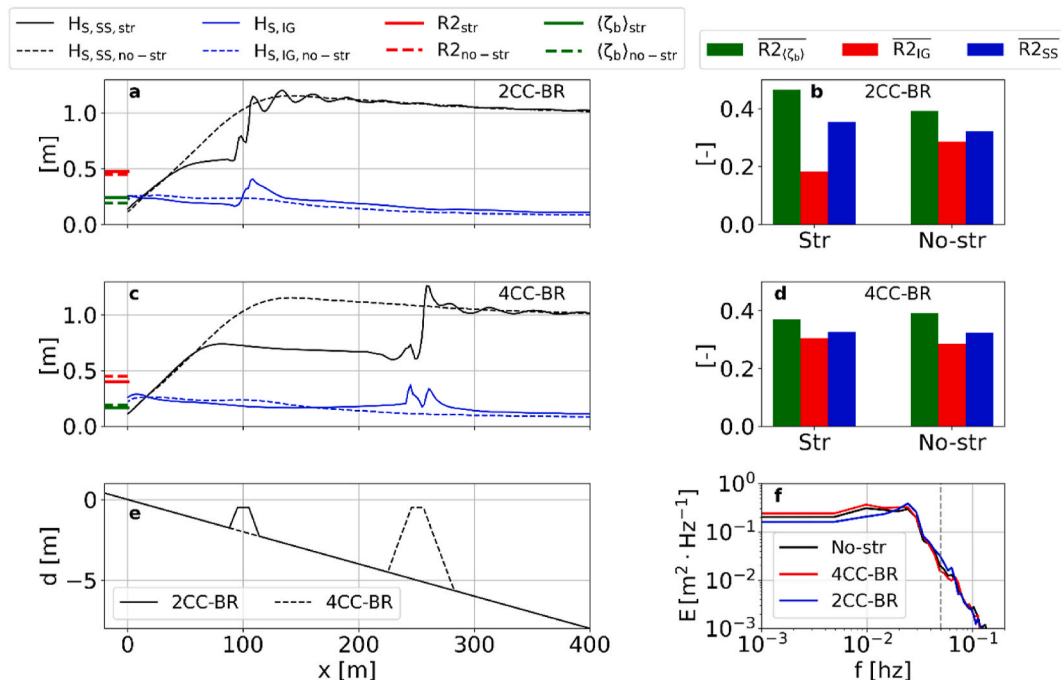 H_S,SS,str H_S,IG R2_str ⟨ζ_b⟩_str
H_S,SS,no−str H_S,IG,no−str R2_no−str ⟨ζ_b⟩_no−str
R2_⟨ζ_b⟩ R2_IG R2_SS
a 2CC-BR
1.0
0.5
0.0
[m]
b 2CC-BR
0.4
0.2
0.0
[-]
Str No-str
c 4CC-BR
1.0
0.5
0.0
[m]
d 4CC-BR
0.4
0.2
0.0
[-]
Str No-str
e
0
−5
d [m]
2CC-BR 4CC-BR
0 100 200 300 400
x [m]
f
10⁰
10⁻¹
10⁻²
10⁻³
E [m² · Hz⁻¹]
No-str
4CC-BR
2CC-BR
10⁻³ 10⁻² 10⁻¹
f [hz]